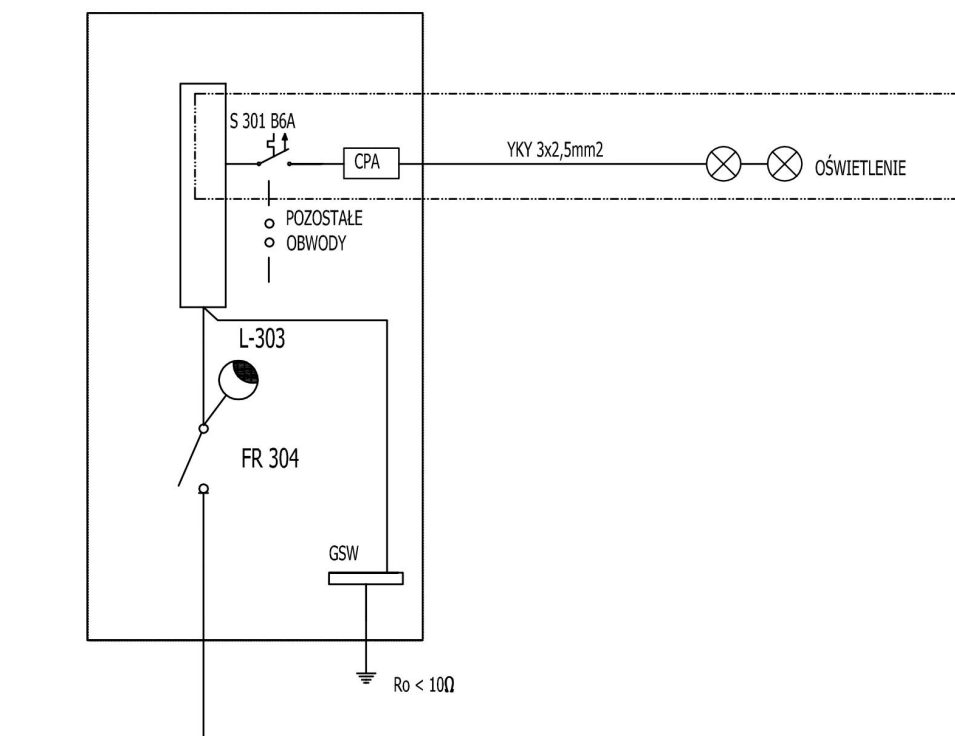 S 301 B6A
CPA
YKY 3x2,5mm2
OŚWIETLENIE
POZOSTAŁE
OBWODY
L-303
FR 304
GSW
Ro < 10Ω